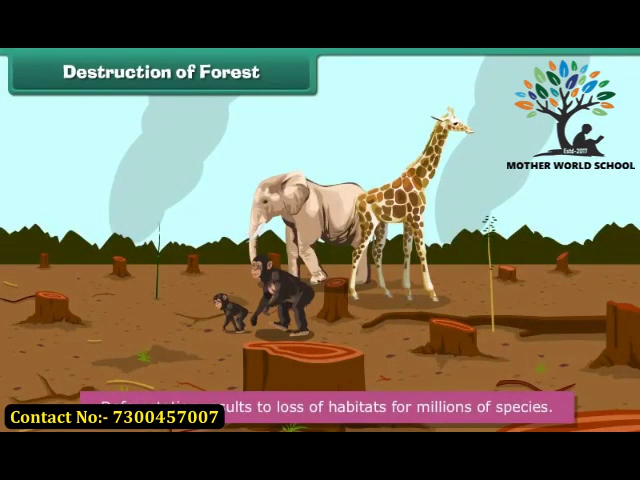 Destruction of Forest
Estd-2017
MOTHER WORLD SCHOOL
results to loss of habitats for millions of species.
Contact No:- 7300457007